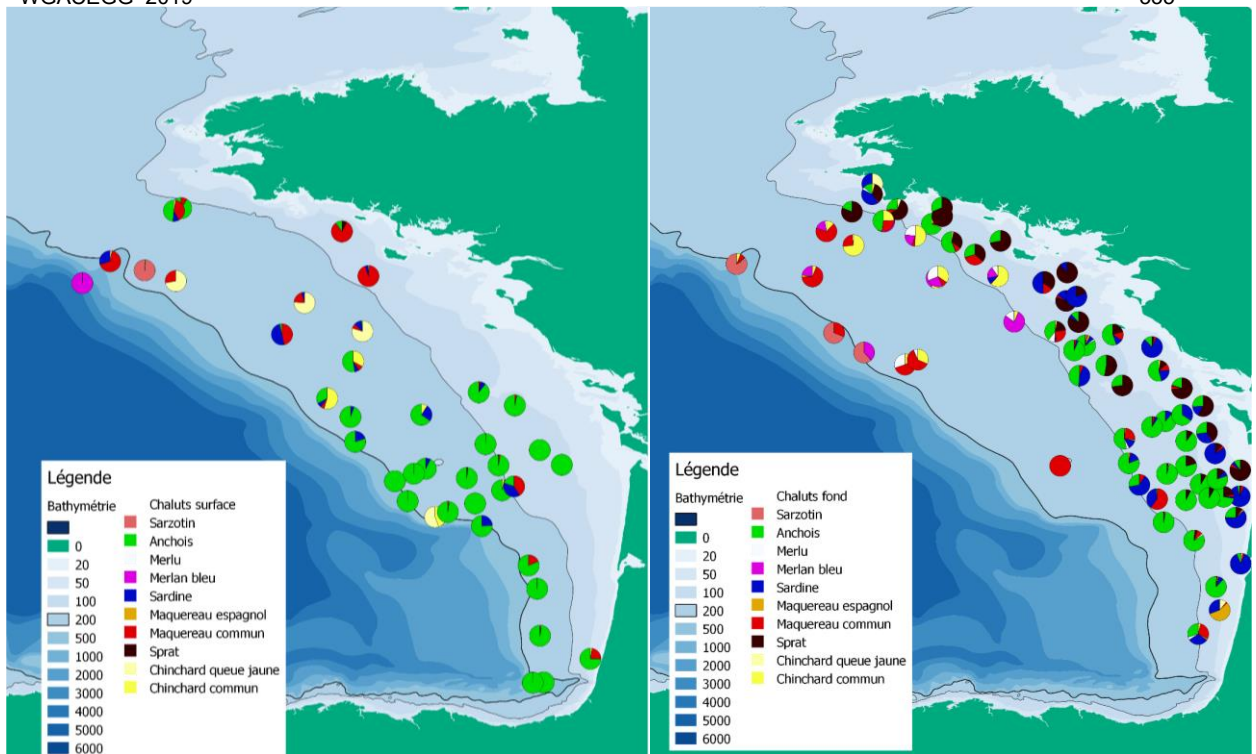 WGACEGG 2019
Légende
Bathymétrie
0
20
50
100
200
500
1000
2000
3000
4000
5000
6000
Chaluts surface
Sarzotin
Anchois
Merlu
Merlan bleu
Sardine
Maquereau espagnol
Maquereau commun
Sprat
Chinchard queue jaune
Chinchard commun
Légende
Bathymétrie
0
20
50
100
200
500
1000
2000
3000
4000
5000
6000
Chaluts fond
Sarzotin
Anchois
Merlu
Merlan bleu
Sardine
Maquereau espagnol
Maquereau commun
Sprat
Chinchard queue jaune
Chinchard commun